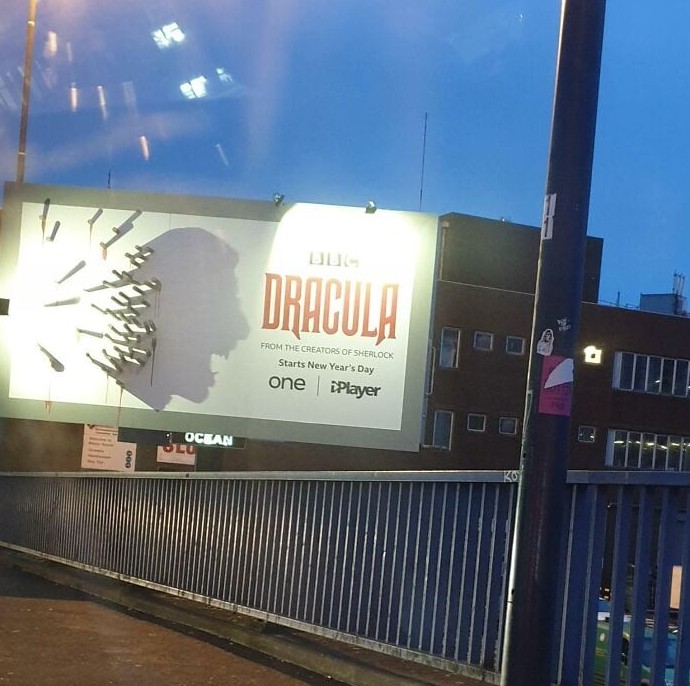 BBC
DRACULA
FROM THE CREATORS OF SHERLOCK
Starts New Year's Day
one | iPlayer
OCEAN